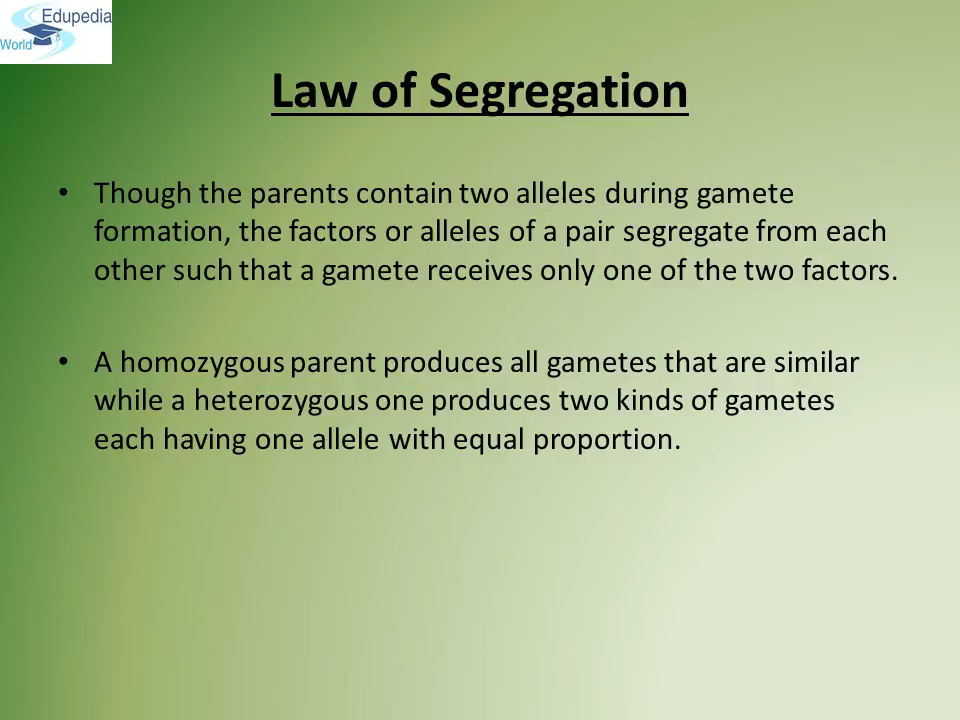 Edupedia
World
Law of Segregation
• Though the parents contain two alleles during gamete
formation, the factors or alleles of a pair segregate from each
other such that a gamete receives only one of the two factors.
• A homozygous parent produces all gametes that are similar
while a heterozygous one produces two kinds of gametes
each having one allele with equal proportion.